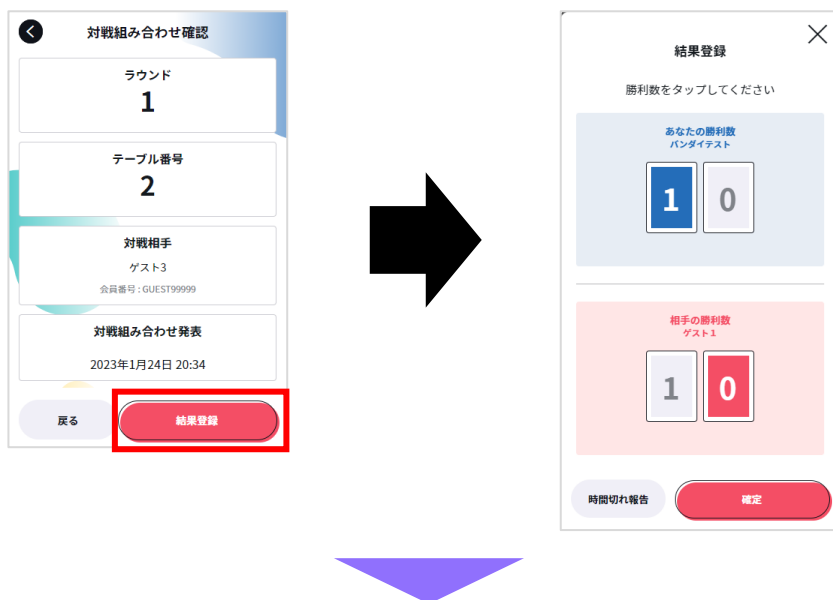 対戦組み合わせ確認
ラウンド
1
テーブル番号
2
対戦相手
ゲスト3
会員番号 : GUEST99999
対戦組み合わせ発表
2023年1月24日 20:34
戻る
結果登録
結果登録
勝利数をタップしてください
あなたの勝利数
バンダイテスト
1 0
相手の勝利数
ゲスト1
1 0
時間切れ報告
確定